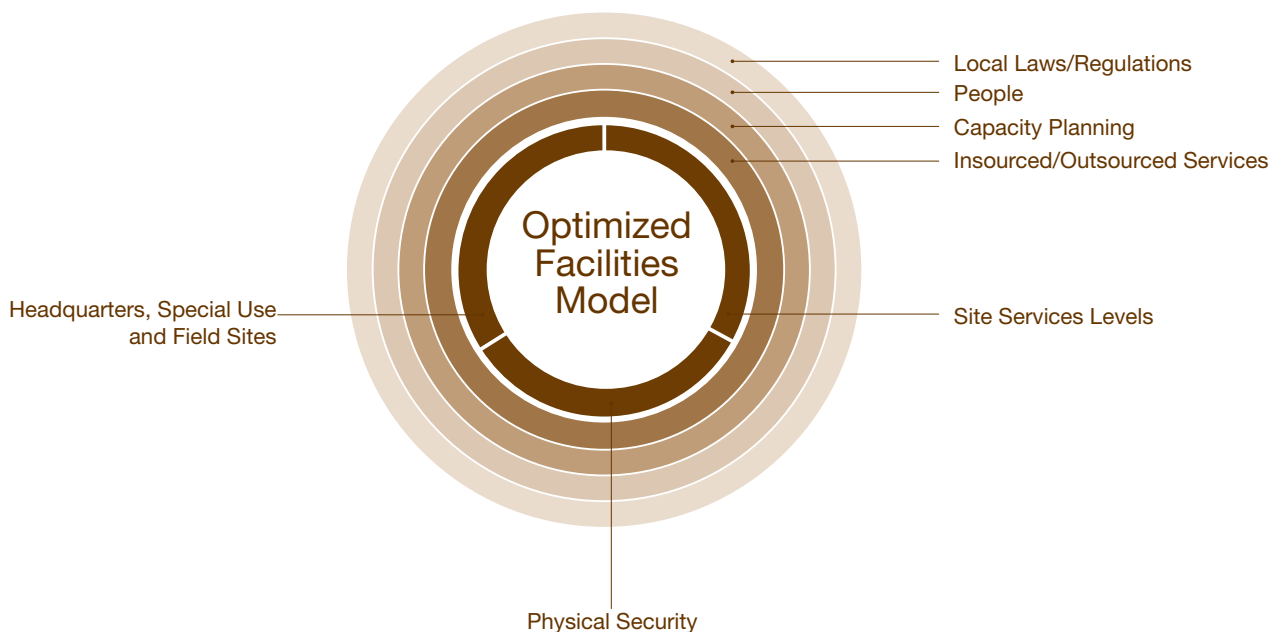 Local Laws/Regulations
People
Capacity Planning
Insourced/Outsourced Services
Optimized
Facilities
Model
Headquarters, Special Use
and Field Sites
Site Services Levels
Physical Security